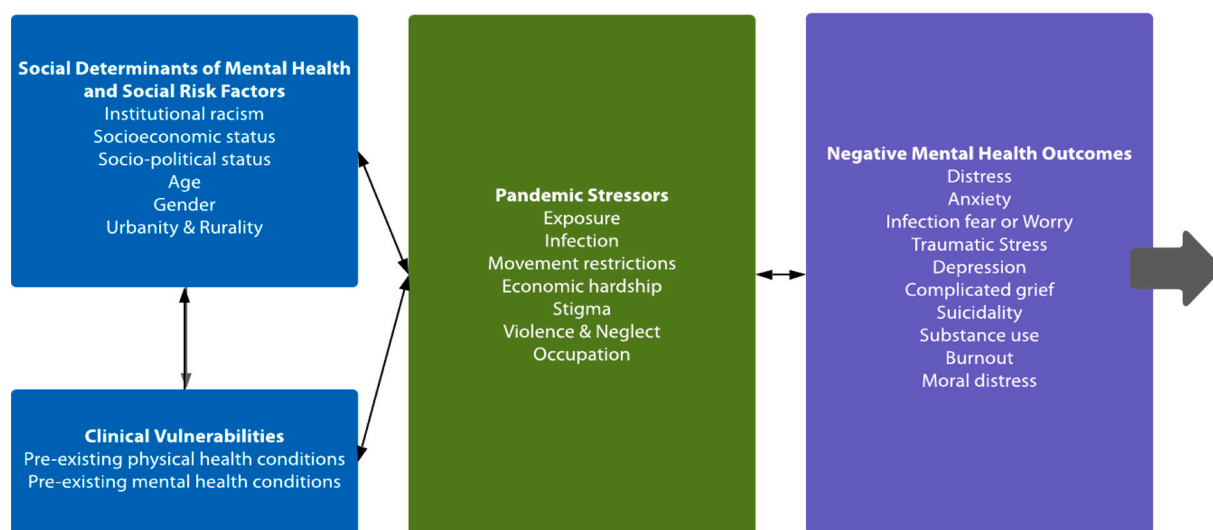 Social Determinants of Mental Health
and Social Risk Factors
Institutional racism
Socioeconomic status
Socio-political status
Age
Gender
Urbanity & Rurality
Clinical Vulnerabilities
Pre-existing physical health conditions
Pre-existing mental health conditions
Pandemic Stressors
Exposure
Infection
Movement restrictions
Economic hardship
Stigma
Violence & Neglect
Occupation
Negative Mental Health Outcomes
Distress
Anxiety
Infection fear or Worry
Traumatic Stress
Depression
Complicated grief
Suicidality
Substance use
Burnout
Moral distress